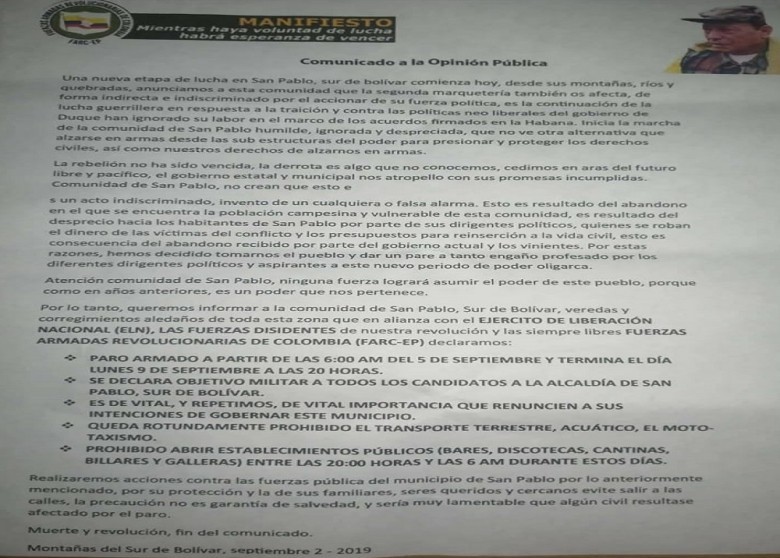 FUERZAS ARMADAS REVOLUCIONARIAS DE COLOMBIA
FARC-EP
MANIFIESTO
Mientras haya voluntad de lucha
habrá esperanza de vencer
Comunicado a la Opinión Pública
Una nueva etapa de lucha en San Pablo, sur de bolívar comienza hoy, desde sus montañas, ríos y
quebradas, anunciamos a esta comunidad que la segunda marquetería también os afecta, de
forma indirecta e indiscriminado por el accionar de su fuerza política, es la continuación de la
lucha guerrillera en respuesta a la traición y contra las políticas neo liberales del gobierno de
Duque han ignorado su labor en el marco de los acuerdos firmados en la Habana. Inicia la marcha
de la comunidad de San Pablo humilde, ignorada y despreciada, que no ve otra alternativa que
alzarse en armas desde las sub estructuras del poder para presionar y proteger los derechos
civiles, así como nuestros derechos de alzarnos en armas.
La rebelión no ha sido vencida, la derrota es algo que no conocemos, cedimos en aras del futuro
libre y pacífico, el gobierno estatal y municipal nos atropello con sus promesas incumplidas.
Comunidad de San Pablo, no crean que esto e
s un acto indiscriminado, invento de un cualquiera o falsa alarma. Esto es resultado del abandono
en el que se encuentra la población campesina y vulnerable de esta comunidad, es resultado del
desprecio hacia los habitantes de San Pablo por parte de sus dirigentes políticos, quienes se roban
el dinero de las víctimas del conflicto y los presupuestos para reinserción a la vida civil, esto es
consecuencia del abandono recibido por parte del gobierno actual y los vinientes. Por estas
razones, hemos decidido tomarnos el pueblo y dar un pare a tanto engaño profesado por los
diferentes dirigentes políticos y aspirantes a este nuevo periodo de poder oligarca.
Atención comunidad de San Pablo, ninguna fuerza logrará asumir el poder de este pueblo, porque
como en años anteriores, es un poder que nos pertenece.
Por lo tanto, queremos informar a la comunidad de San Pablo, Sur de Bolívar, veredas y
corregimientos aledaños de toda esta zona que en alianza con el EJERCITO DE LIBERACIÓN
NACIONAL (ELN), LAS FUERZAS DISIDENTES de nuestra revolución y las siempre libres FUERZAS
ARMADAS REVOLUCIONARIAS DE COLOMBIA (FARC-EP) declaramos:
❖ PARO ARMADO A PARTIR DE LAS 6:00 AM DEL 5 DE SEPTIEMBRE Y TERMINA EL DÍA
LUNES 9 DE SEPTIEMBRE A LAS 20 HORAS.
❖ SE DECLARA OBJETIVO MILITAR A TODOS LOS CANDIDATOS A LA ALCALDÍA DE SAN
PABLO, SUR DE BOLÍVAR.
❖ ES DE VITAL, Y REPETIMOS, DE VITAL IMPORTANCIA QUE RENUNCIEN A SUS
INTENCIONES DE GOBERNAR ESTE MUNICIPIO.
❖ QUEDA ROTUNDAMENTE PROHIBIDO EL TRANSPORTE TERRESTRE, ACUÁTICO, EL MOTO-
TAXISMO.
❖ PROHIBIDO ABRIR ESTABLECIMIENTOS PÚBLICOS (BARES, DISCOTECAS, CANTINAS,
BILLARES Y GALLERAS) ENTRE LAS 20:00 HORAS Y LAS 6 AM DURANTE ESTOS DÍAS.
Realizaremos acciones contra las fuerzas pública del municipio de San Pablo por lo anteriormente
mencionado, por su protección y la de sus familiares, seres queridos y cercanos evite salir a las
calles, la precaución no es garantía de salvedad, y sería muy lamentable que algún civil resultase
afectado por el paro.
Muerte y revolución, fin del comunicado.
Montañas del Sur de Bolívar, septiembre 2 - 2019